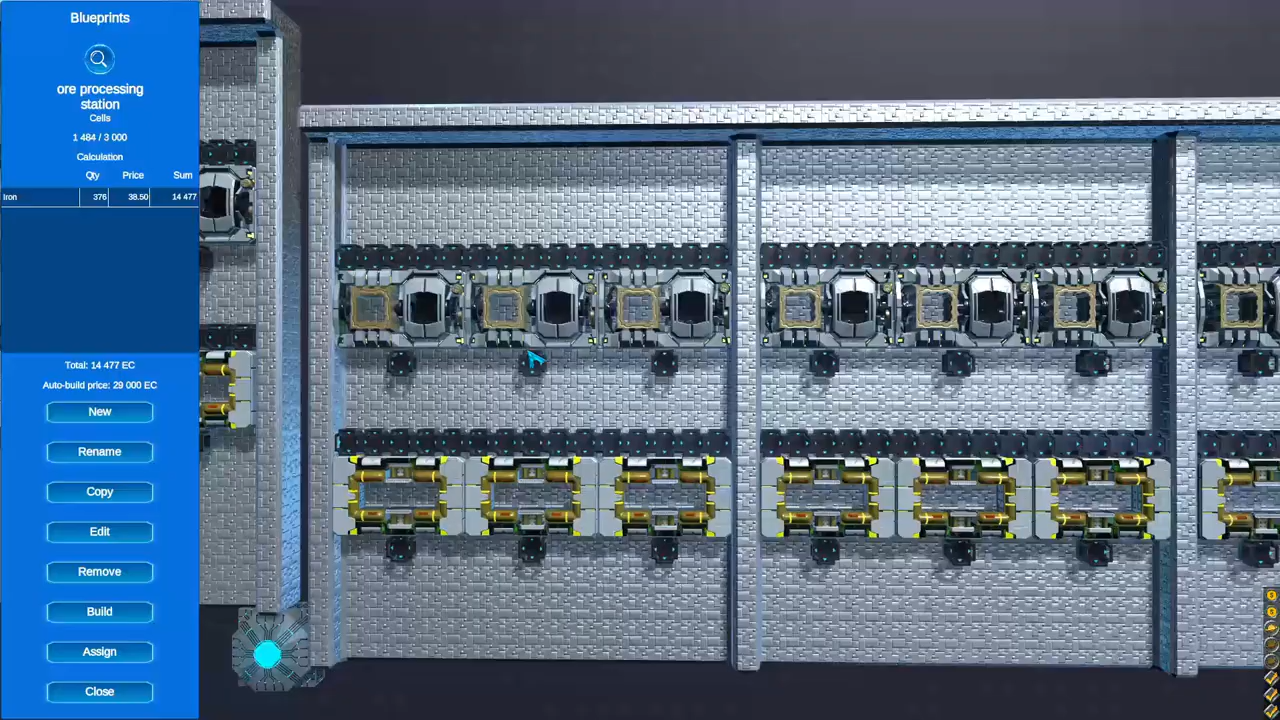 Blueprints
ore processing
station
Cells
1 484 / 3 000
Calculation
Qty Price Sum
Iron 376 38.50 14 477
Total: 14 477 EC
Auto-build price: 29 000 EC
New
Rename
Copy
Edit
Remove
Build
Assign
Close